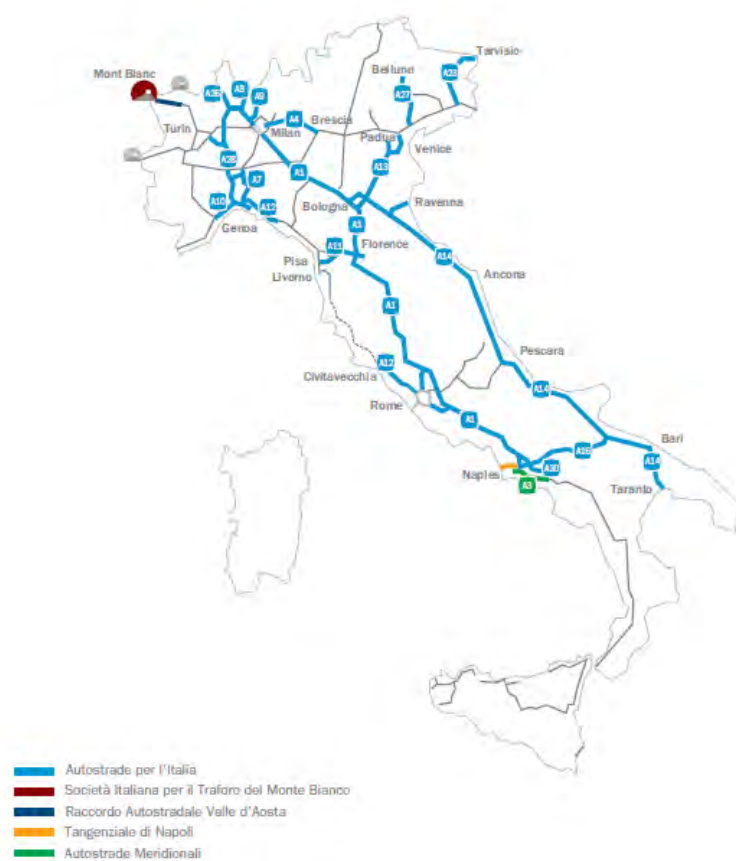 Tarvisio
Mont Blanc
Belluno
A23
A26
A8
A9
A27
A4
Brescia
Turin
Milan
Padua
Venice
A1
A13
A7
A10
A12
Bologna
Ravenna
Genoa
A11
Florence
Pisa
Livorno
A14
Ancona
A1
A12
Pescara
Civitavecchia
A14
Rome
A1
Bari
A16
A14
Naples
A30
A3
Taranto
Autostrade per l'Italia
Società Italiana per il Traforo del Monte Bianco
Raccordo Autostradale Valle d'Aosta
Tangenziale di Napoli
Autostrade Meridionali